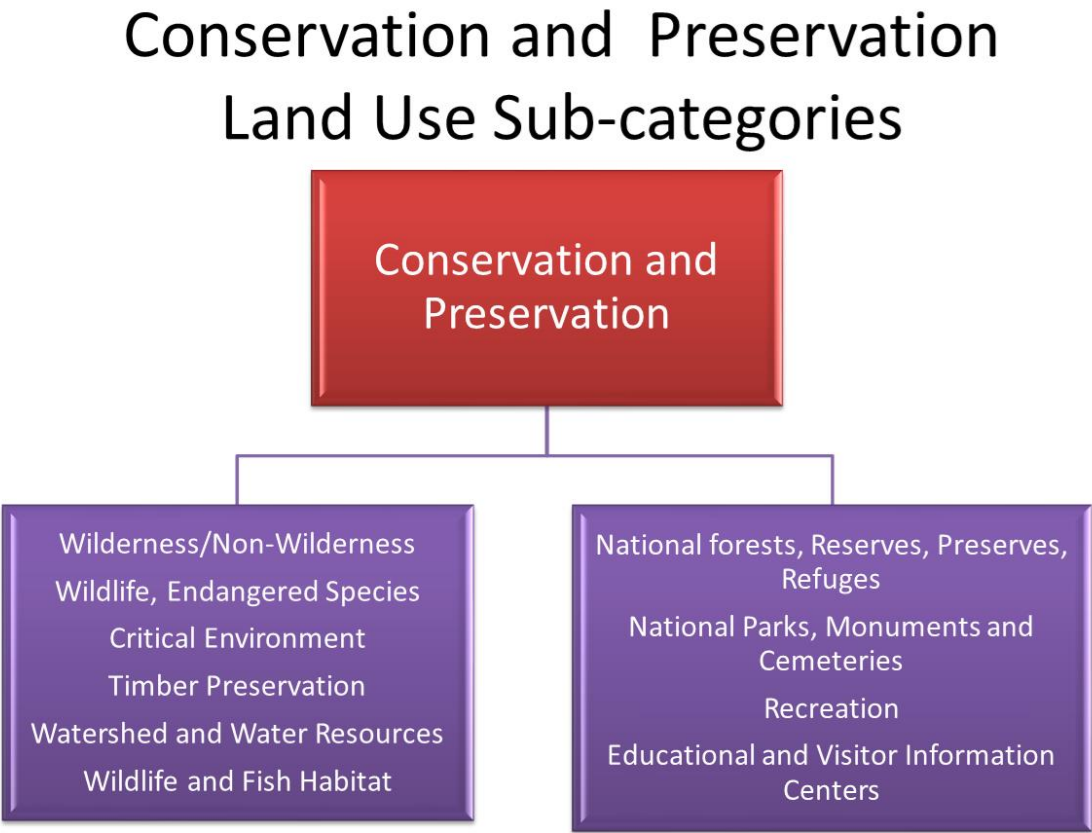 Conservation and Preservation
Land Use Sub-categories
Conservation and
Preservation
Wilderness/Non-Wilderness
Wildlife, Endangered Species
Critical Environment
Timber Preservation
Watershed and Water Resources
Wildlife and Fish Habitat
National forests, Reserves, Preserves,
Refuges
National Parks, Monuments and
Cemeteries
Recreation
Educational and Visitor Information
Centers